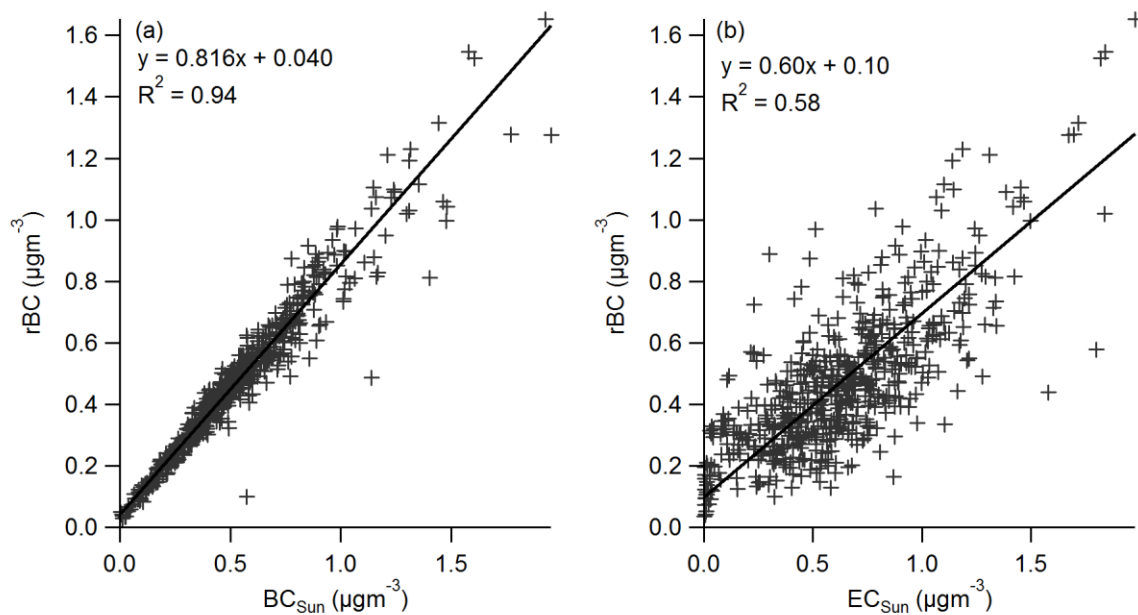 (a)
y = 0.816x + 0.040
R² = 0.94
1.6
1.4
1.2
1.0
0.8
0.6
0.4
0.2
0.0
rBC (µgm⁻³)
0.0 0.5 1.0 1.5
BC_Sun (µgm⁻³)
(b)
y = 0.60x + 0.10
R² = 0.58
1.6
1.4
1.2
1.0
0.8
0.6
0.4
0.2
0.0
rBC (µgm⁻³)
0.0 0.5 1.0 1.5
EC_Sun (µgm⁻³)